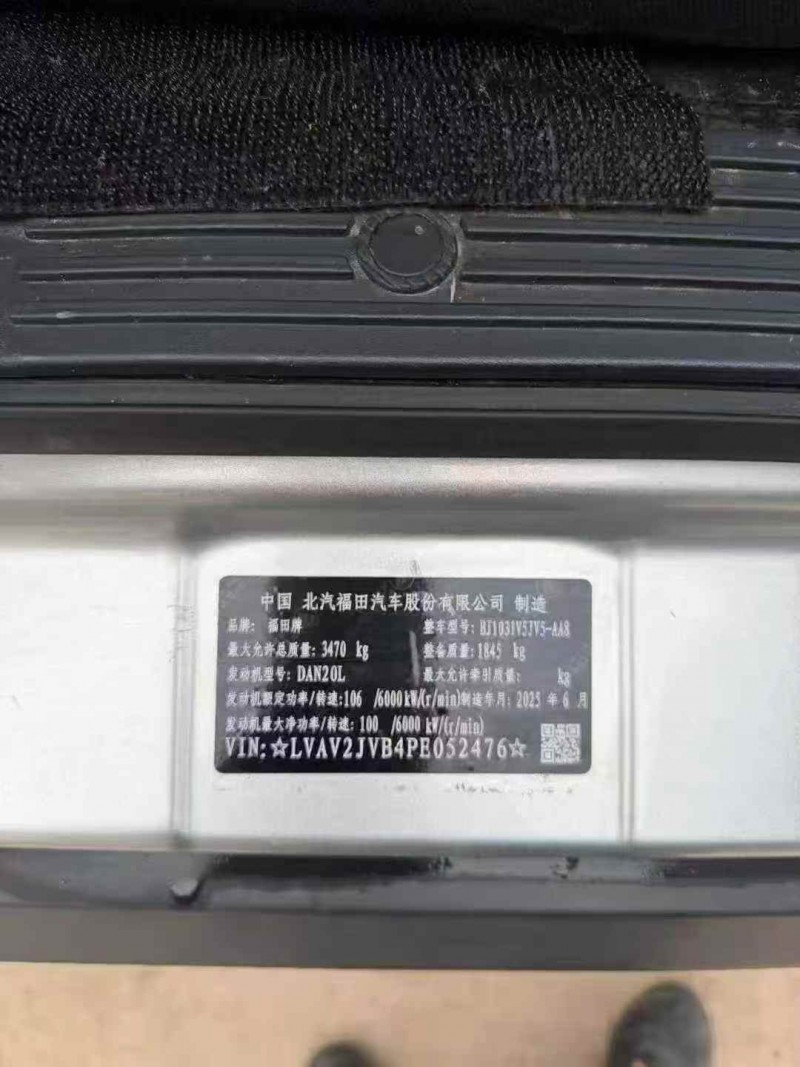 中国 北汽福田汽车股份有限公司 制造
品牌: 福田牌 整车型号: BJ1031V5JV5-AA8
最大允许总质量: 3470 kg 整备质量: 1845 kg
发动机型号: DAN20L 最大允许牵引质量: kg
发动机额定功率/转速: 106 /6000 kW/(r/min) 制造年月: 2025 年 6 月
发动机最大净功率/转速: 100 /6000 kW/(r/min)
VIN: ☆LVAV2JVB4PE052476☆